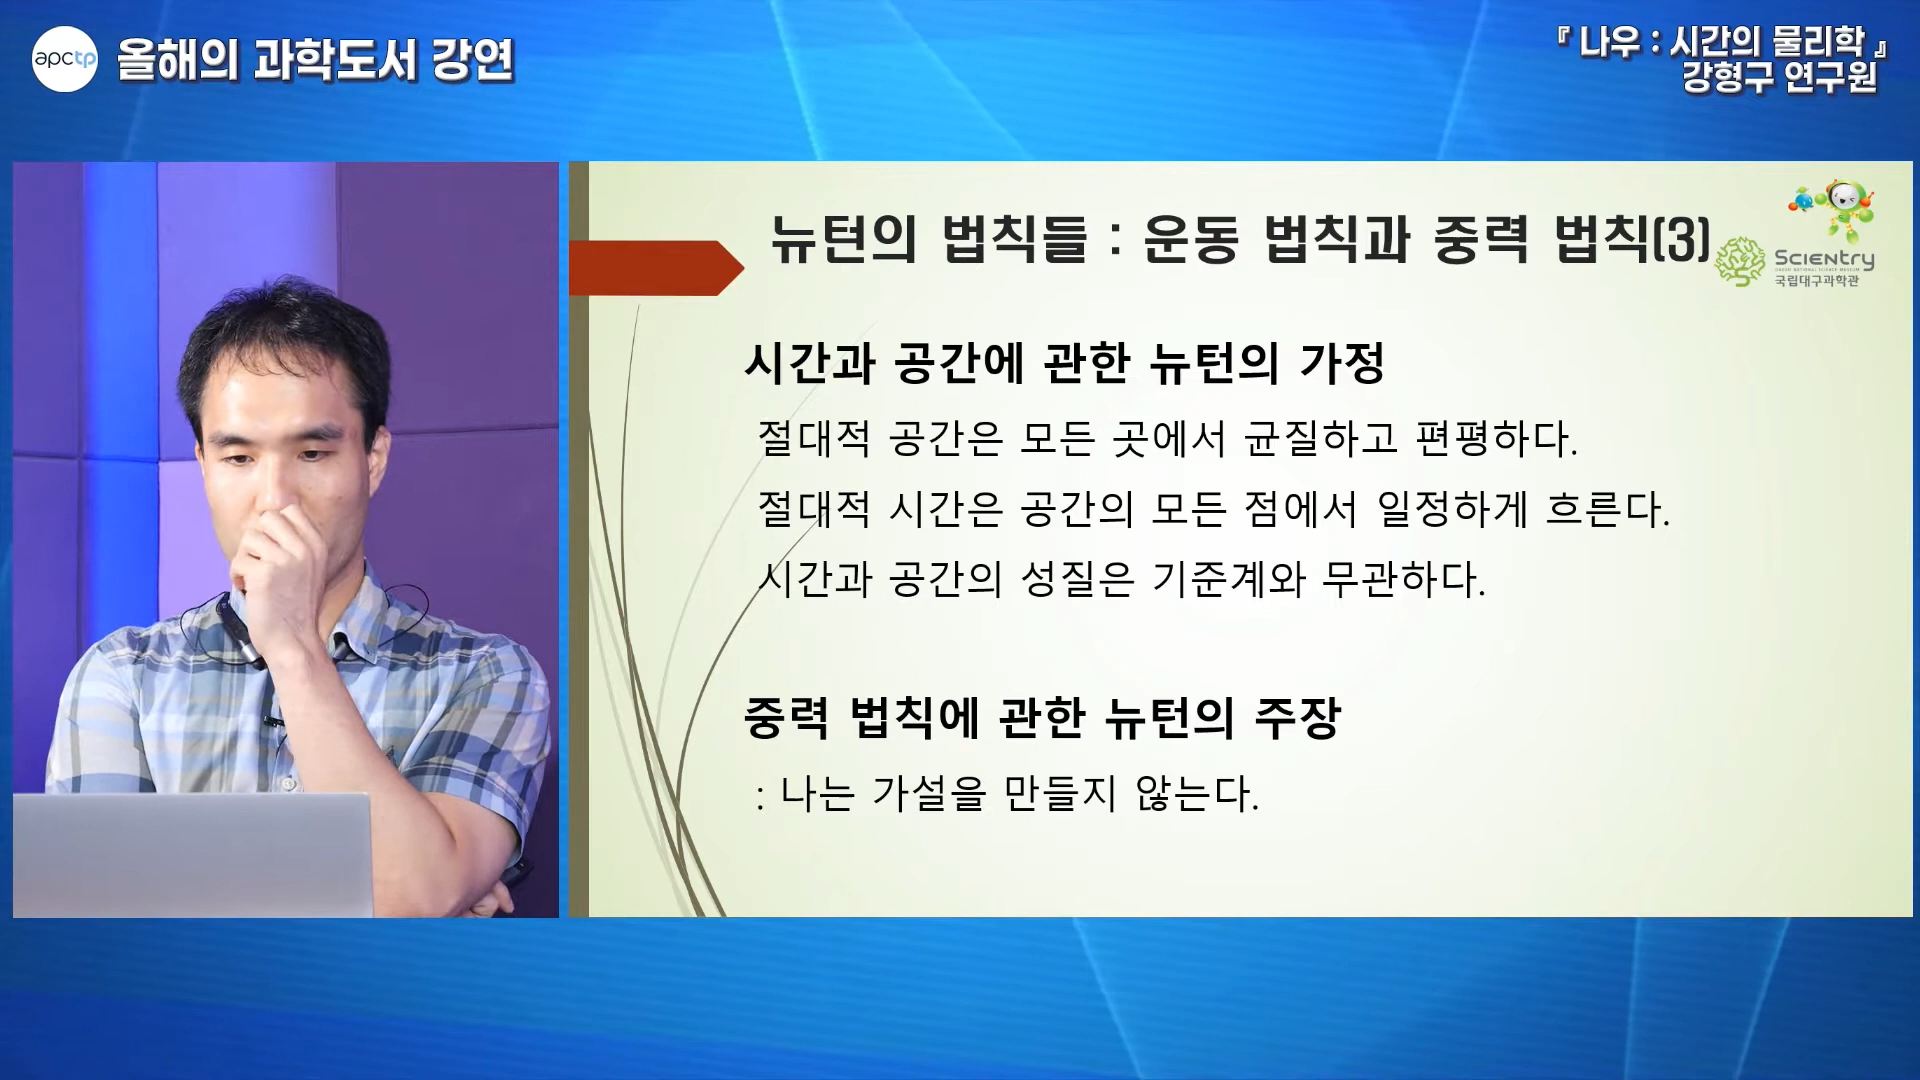 apctp 올해의 과학도서 강연
『 나우 : 시간의 물리학 』
강형구 연구원
뉴턴의 법칙들 : 운동 법칙과 중력 법칙(3)
Scientry
국립대구과학관
시간과 공간에 관한 뉴턴의 가정
절대적 공간은 모든 곳에서 균질하고 편평하다.
절대적 시간은 공간의 모든 점에서 일정하게 흐른다.
시간과 공간의 성질은 기준계와 무관하다.
중력 법칙에 관한 뉴턴의 주장
: 나는 가설을 만들지 않는다.